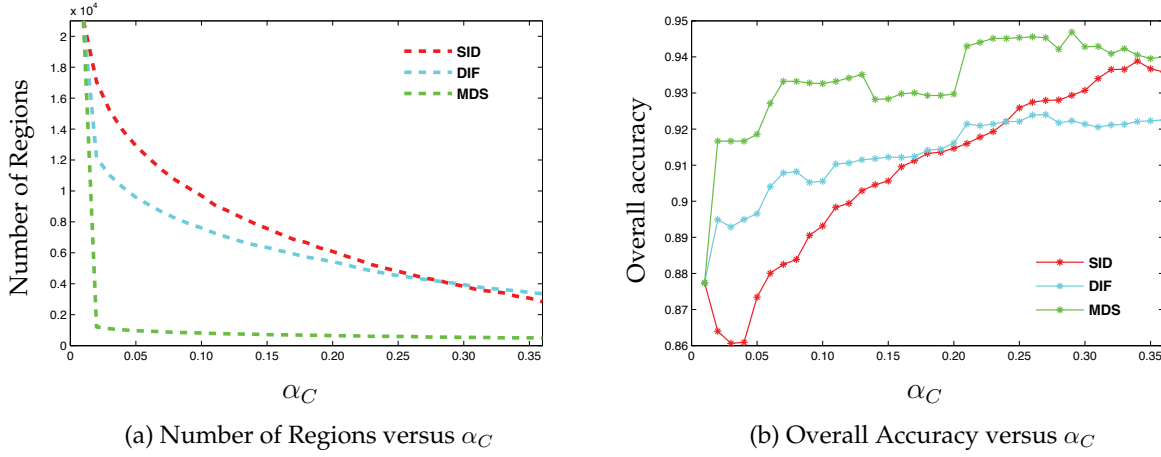 x 10^4
2
1.8
1.6
1.4
1.2
1
0.8
0.6
0.4
0.2
0
Number of Regions
SID
DIF
MDS
0 0.05 0.10 0.15 0.20 0.25 0.30 0.35
α_C
(a) Number of Regions versus α_C
0.95
0.94
0.93
0.92
0.91
0.9
0.89
0.88
0.87
0.86
Overall accuracy
SID
DIF
MDS
0 0.05 0.10 0.15 0.20 0.25 0.30 0.35
α_C
(b) Overall Accuracy versus α_C